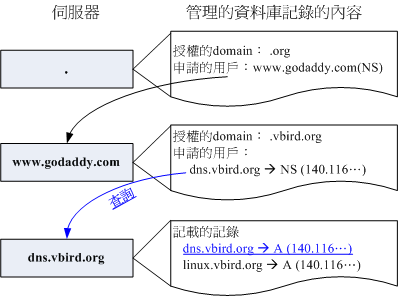 伺服器 管理的資料庫記錄的內容
.
授權的domain： .org
申請的用戶：www.godaddy.com(NS)
www.godaddy.com
授權的domain： .vbird.org
申請的用戶：
dns.vbird.org → NS (140.116…)
查詢
dns.vbird.org
記載的記錄
dns.vbird.org → A (140.116…)
linux.vbird.org → A (140.116…)